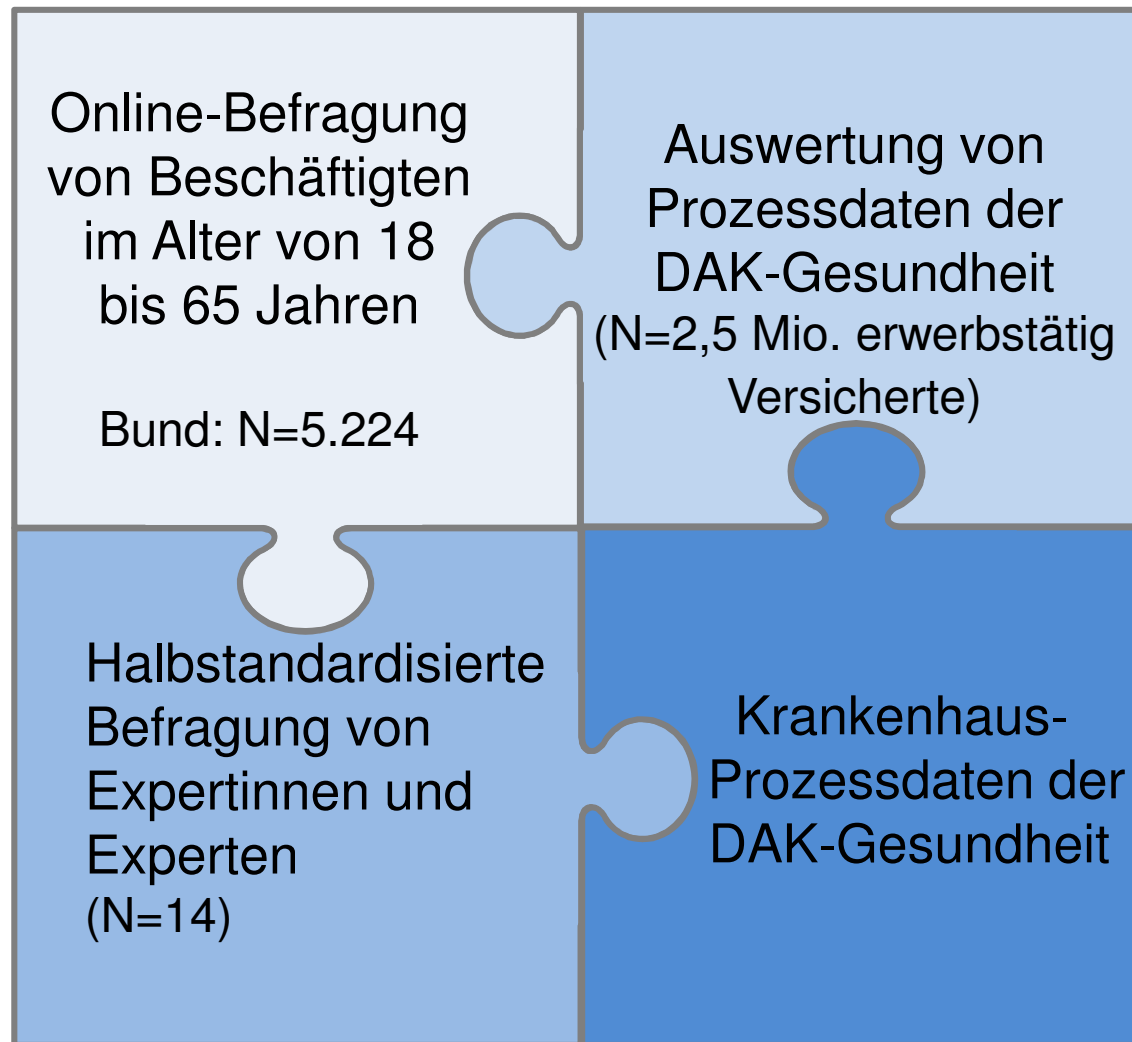 Online-Befragung
von Beschäftigten
im Alter von 18
bis 65 Jahren
Bund: N=5.224
Auswertung von
Prozessdaten der
DAK-Gesundheit
(N=2,5 Mio. erwerbstätig
Versicherte)
Halbstandardisierte
Befragung von
Expertinnen und
Experten
(N=14)
Krankenhaus-
Prozessdaten der
DAK-Gesundheit